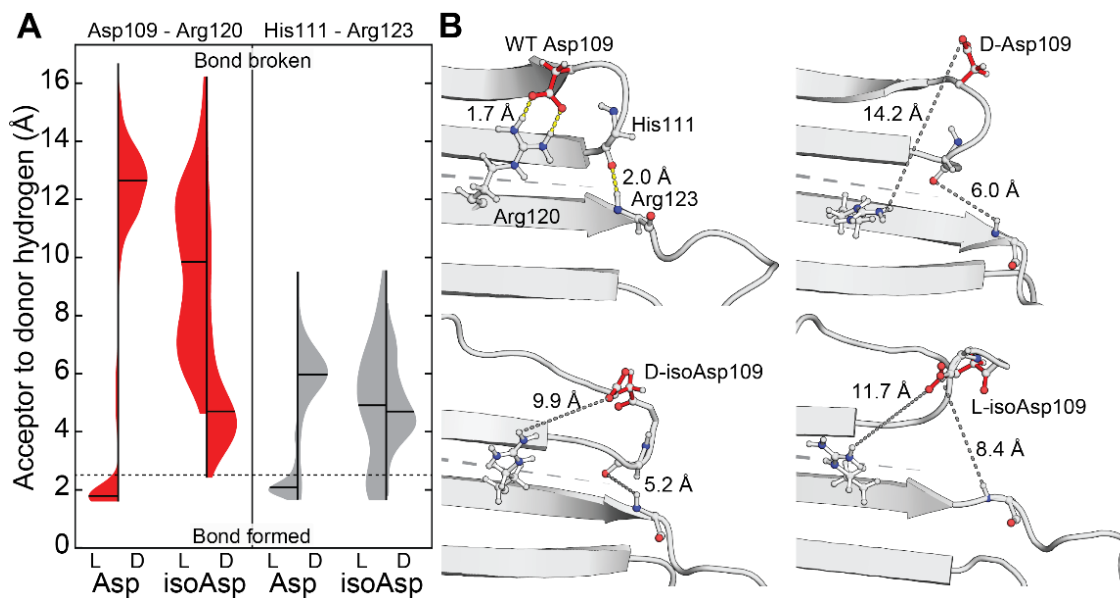 A
Asp109 - Arg120 His111 - Arg123
Bond broken
Acceptor to donor hydrogen (Å)
16
14
12
10
8
6
4
2
0
Bond formed
L D L D L D L D
Asp isoAsp Asp isoAsp
B
WT Asp109
1.7 Å
His111
2.0 Å
Arg123
Arg120
D-Asp109
14.2 Å
6.0 Å
D-isoAsp109
9.9 Å
5.2 Å
11.7 Å
L-isoAsp109
8.4 Å